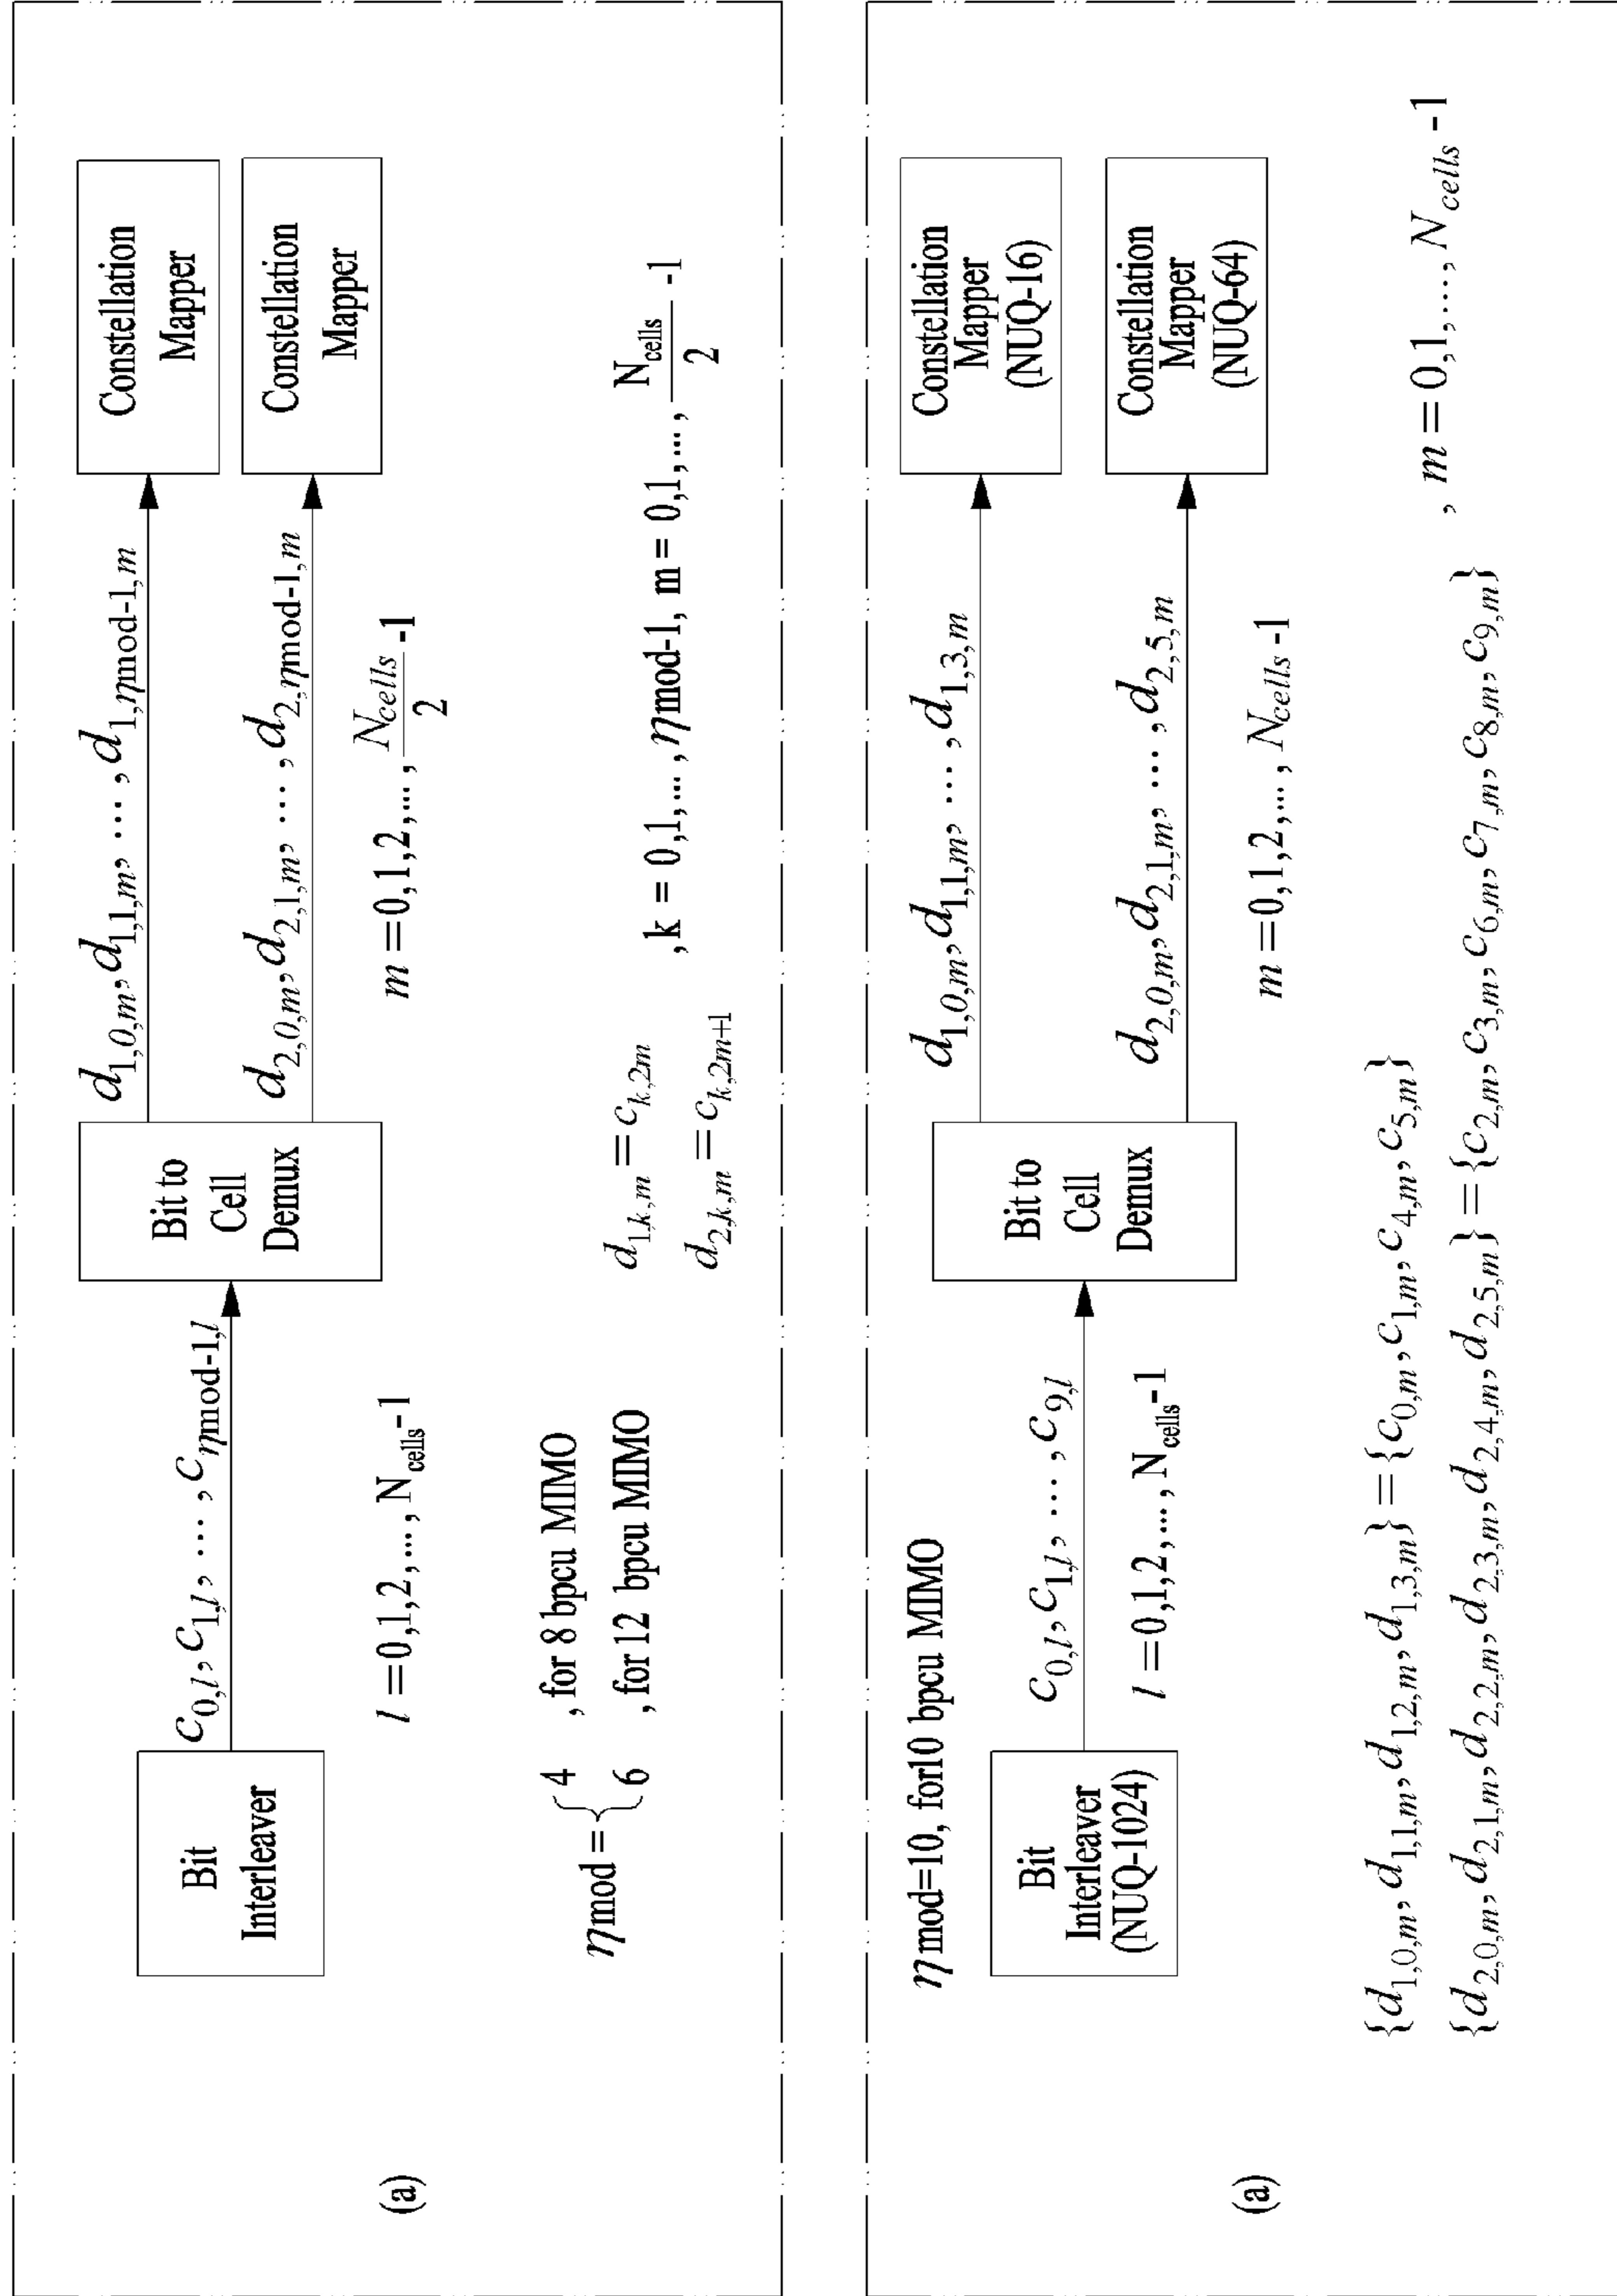 (a)
Bit
Interleaver
c0,l, c1,l, ⋯, cηmod-1,l
l = 0,1,2,..., Ncells-1
Bit to
Cell
Demux
d1,0,m, d1,1,m, ⋯, d1,ηmod-1,m
d2,0,m, d2,1,m, ⋯, d2,ηmod-1,m
m = 0,1,2,..., Ncells/2 -1
Constellation
Mapper
Constellation
Mapper
ηmod = { 4 , for 8 bpcu MIMO
6 , for 12 bpcu MIMO
d1,k,m = ck,2m
d2,k,m = ck,2m+1
,k = 0,1,..., ηmod-1, m = 0,1,..., Ncells/2 -1
(a)
ηmod=10, for10 bpcu MIMO
Bit
Interleaver
(NUQ-1024)
c0,l, c1,l, ⋯, c9,l
l = 0,1,2,..., Ncells-1
Bit to
Cell
Demux
d1,0,m, d1,1,m, ⋯, d1,3,m
d2,0,m, d2,1,m, ⋯, d2,5,m
m = 0,1,2,..., Ncells -1
Constellation
Mapper
(NUQ-16)
Constellation
Mapper
(NUQ-64)
{d1,0,m, d1,1,m, d1,2,m, d1,3,m} = {c0,m, c1,m, c4,m, c5,m}
{d2,0,m, d2,1,m, d2,2,m, d2,3,m, d2,4,m, d2,5,m} = {c2,m, c3,m, c6,m, c7,m, c8,m, c9,m}
, m = 0,1,..., Ncells -1